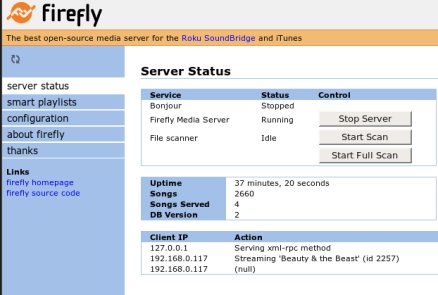 firefly
The best open-source media server for the Roku SoundBridge and iTunes
server status
smart playlists
configuration
about firefly
thanks
Links
firefly homepage
firefly source code
Server Status
Service Status Control
Bonjour Stopped
Firefly Media Server Running Stop Server
File scanner Idle Start Scan
Start Full Scan
Uptime 37 minutes, 20 seconds
Songs 2660
Songs Served 4
DB Version 2
Client IP Action
127.0.0.1 Serving xml-rpc method
192.168.0.117 Streaming 'Beauty & the Beast' (id 2257)
192.168.0.117 (null)